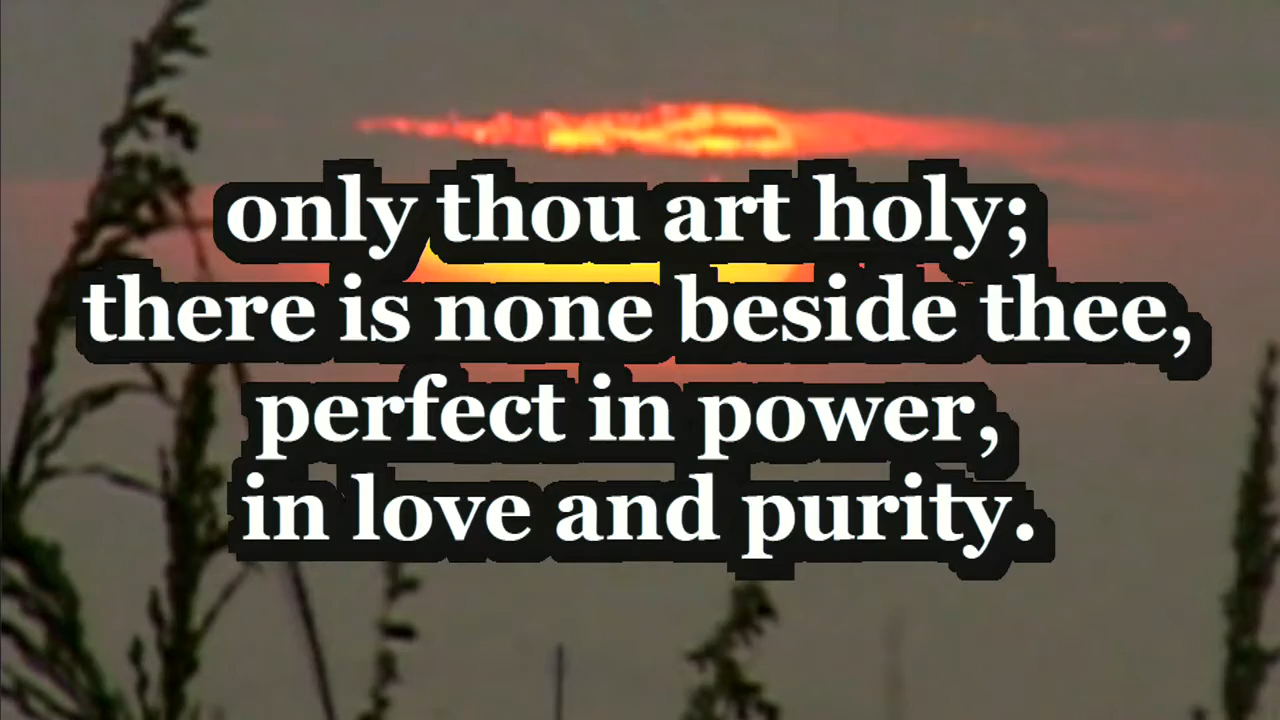 only thou art holy;
there is none beside thee,
perfect in power,
in love and purity.